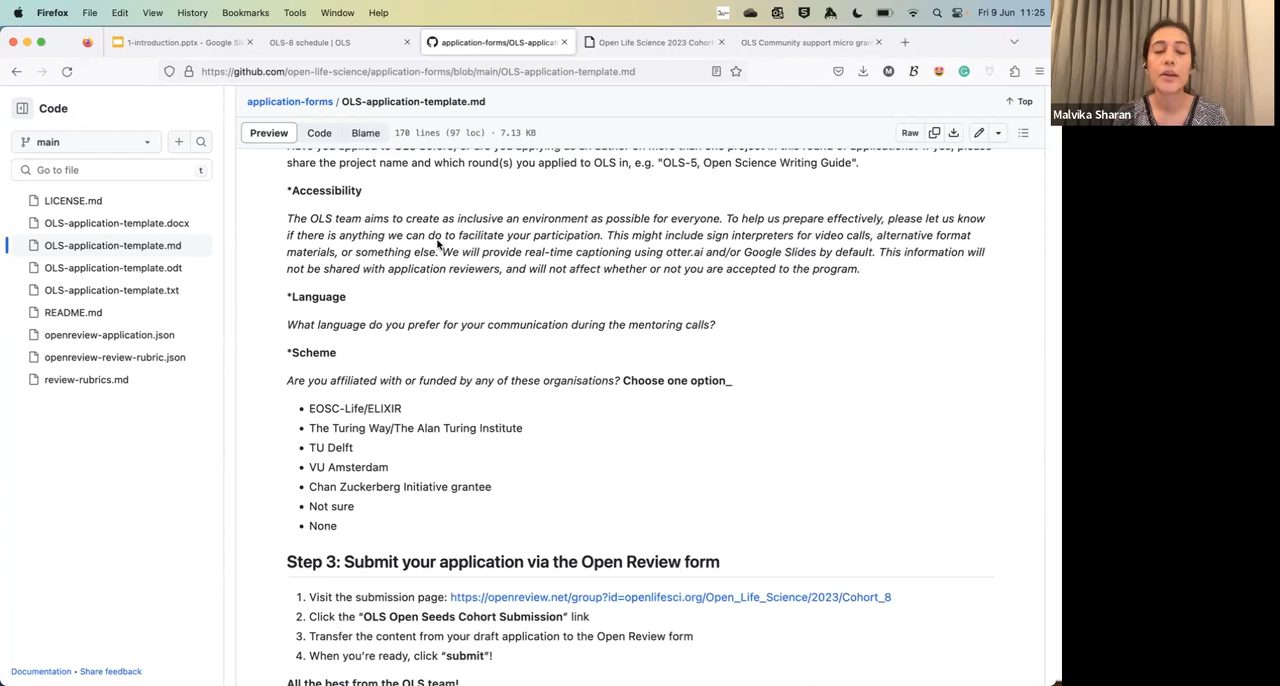 Firefox File Edit View History Bookmarks Tools Window Help Fri 9 Jun 11:25
1-introduction.pptx - Google Sli OLS-8 schedule | OLS application-forms/OLS-applicat Open Life Science 2023 Cohort OLS Community support micro gran
https://github.com/open-life-science/application-forms/blob/main/OLS-application-template.md
Code
main
Go to file t
LICENSE.md
OLS-application-template.docx
OLS-application-template.md
OLS-application-template.odt
OLS-application-template.txt
README.md
openreview-application.json
openreview-review-rubric.json
review-rubrics.md
Documentation • Share feedback
application-forms / OLS-application-template.md Top
Preview Code Blame 170 lines (97 loc) · 7.13 KB Raw
share the project name and which round(s) you applied to OLS in, e.g. "OLS-5, Open Science Writing Guide".
*Accessibility
The OLS team aims to create as inclusive an environment as possible for everyone. To help us prepare effectively, please let us know
if there is anything we can do to facilitate your participation. This might include sign interpreters for video calls, alternative format
materials, or something else. We will provide real-time captioning using otter.ai and/or Google Slides by default. This information will
not be shared with application reviewers, and will not affect whether or not you are accepted to the program.
*Language
What language do you prefer for your communication during the mentoring calls?
*Scheme
Are you affiliated with or funded by any of these organisations? Choose one option_
• EOSC-Life/ELIXIR
• The Turing Way/The Alan Turing Institute
• TU Delft
• VU Amsterdam
• Chan Zuckerberg Initiative grantee
• Not sure
• None
Step 3: Submit your application via the Open Review form
1. Visit the submission page: https://openreview.net/group?id=openlifesci.org/Open_Life_Science/2023/Cohort_8
2. Click the “OLS Open Seeds Cohort Submission” link
3. Transfer the content from your draft application to the Open Review form
4. When you’re ready, click “submit”!
All the best from the OLS team!
Malvika Sharan